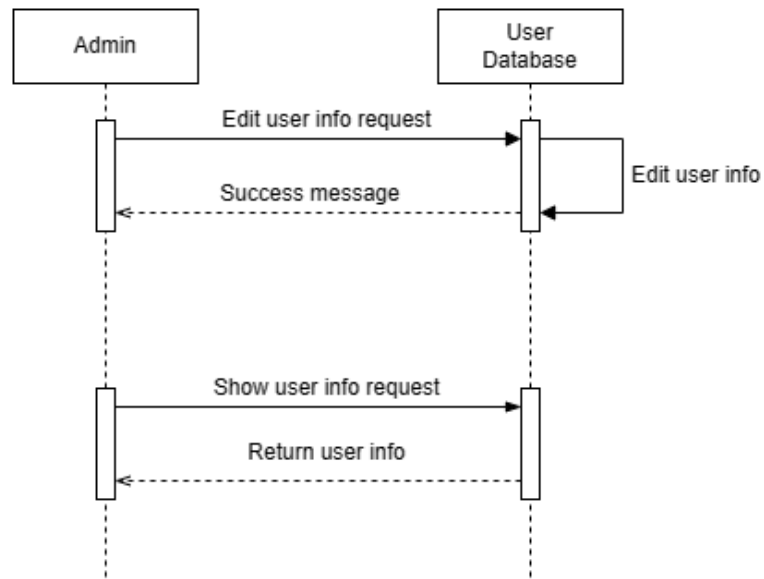 Admin
User
Database
Edit user info request
Edit user info
Success message
Show user info request
Return user info